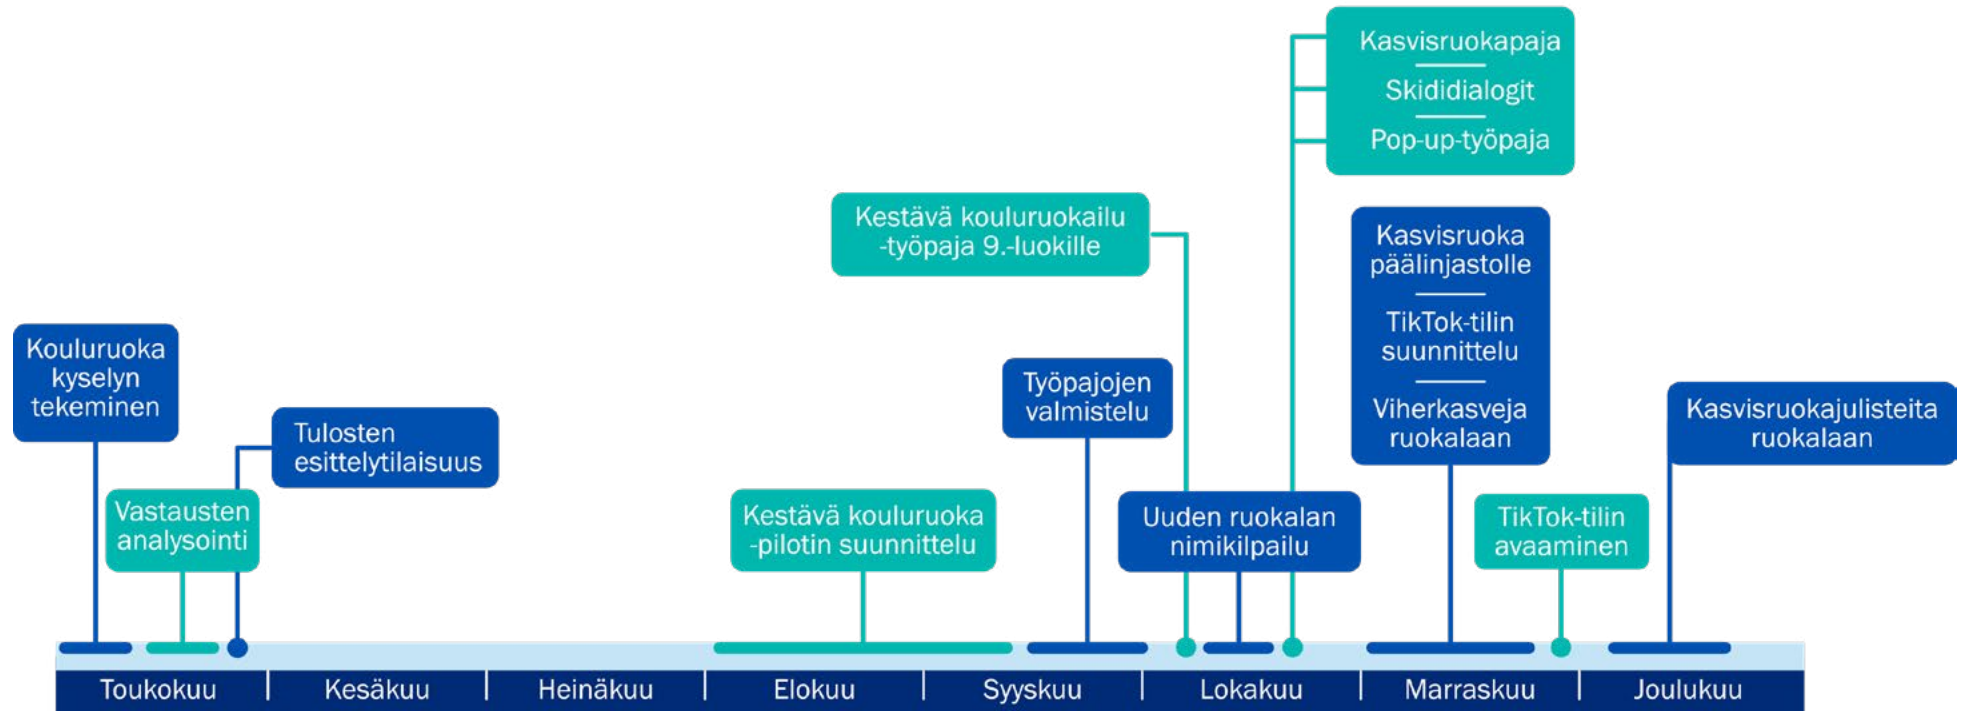 Kasvisruokapaja
Skididialogit
Pop-up-työpaja
Kestävä kouluruokailu
-työpaja 9.-luokille
Kasvisruoka
päälinjastolle
TikTok-tilin
suunnittelu
Viherkasveja
ruokalaan
Kouluruoka
kyselyn
tekeminen
Työpajojen
valmistelu
Kasvisruokajulisteita
ruokalaan
Tulosten
esittelytilaisuus
Vastausten
analysointi
Kestävä kouluruoka
-pilotin suunnittelu
Uuden ruokalan
nimikilpailu
TikTok-tilin
avaaminen
Toukokuu
Kesäkuu
Heinäkuu
Elokuu
Syyskuu
Lokakuu
Marraskuu
Joulukuu